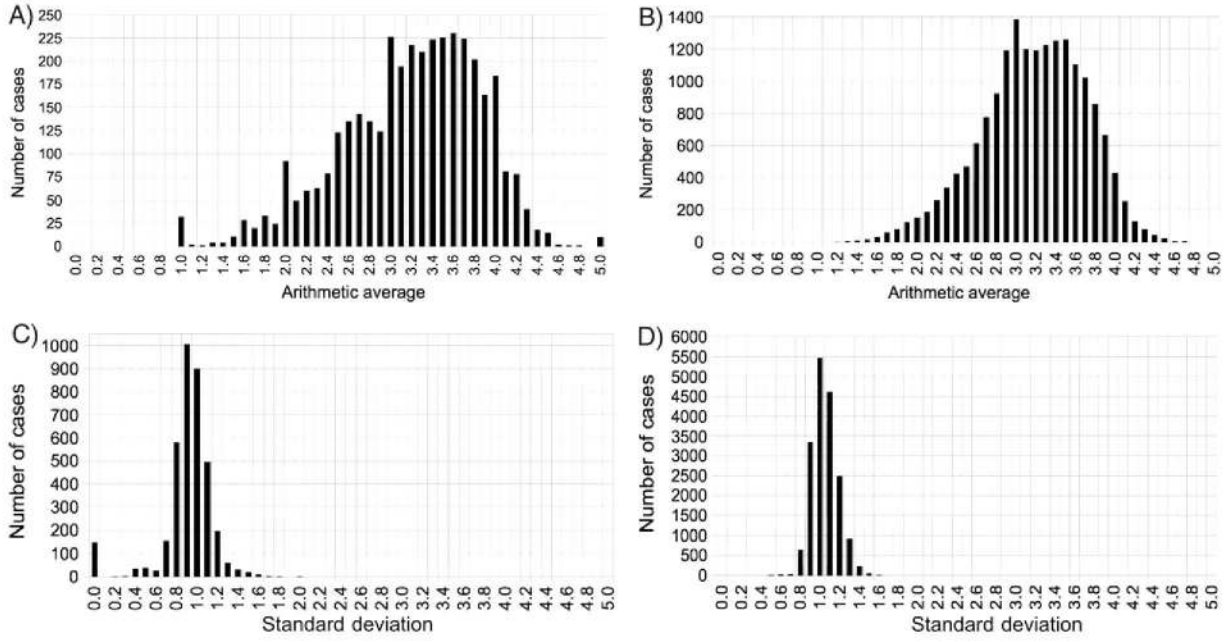 A)
Number of cases
250
225
200
175
150
125
100
75
50
25
0
0.0 0.2 0.4 0.6 0.8 1.0 1.2 1.4 1.6 1.8 2.0 2.2 2.4 2.6 2.8 3.0 3.2 3.4 3.6 3.8 4.0 4.2 4.4 4.6 4.8 5.0
Arithmetic average
B)
Number of cases
1400
1200
1000
800
600
400
200
0
0.0 0.2 0.4 0.6 0.8 1.0 1.2 1.4 1.6 1.8 2.0 2.2 2.4 2.6 2.8 3.0 3.2 3.4 3.6 3.8 4.0 4.2 4.4 4.6 4.8 5.0
Arithmetic average
C)
Number of cases
1000
900
800
700
600
500
400
300
200
100
0
0.0 0.2 0.4 0.6 0.8 1.0 1.2 1.4 1.6 1.8 2.0 2.2 2.4 2.6 2.8 3.0 3.2 3.4 3.6 3.8 4.0 4.2 4.4 4.6 4.8 5.0
Standard deviation
D)
Number of cases
6000
5500
5000
4500
4000
3500
3000
2500
2000
1500
1000
500
0
0.0 0.2 0.4 0.6 0.8 1.0 1.2 1.4 1.6 1.8 2.0 2.2 2.4 2.6 2.8 3.0 3.2 3.4 3.6 3.8 4.0 4.2 4.4 4.6 4.8 5.0
Standard deviation